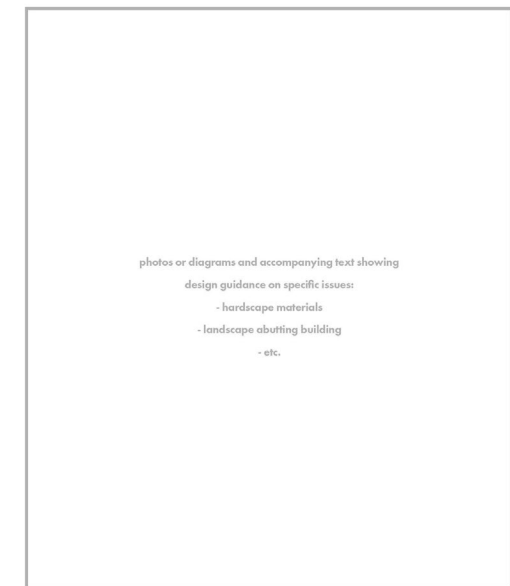 photos or diagrams and accompanying text showing
design guidance on specific issues:
- hardscape materials
- landscape abutting building
- etc.